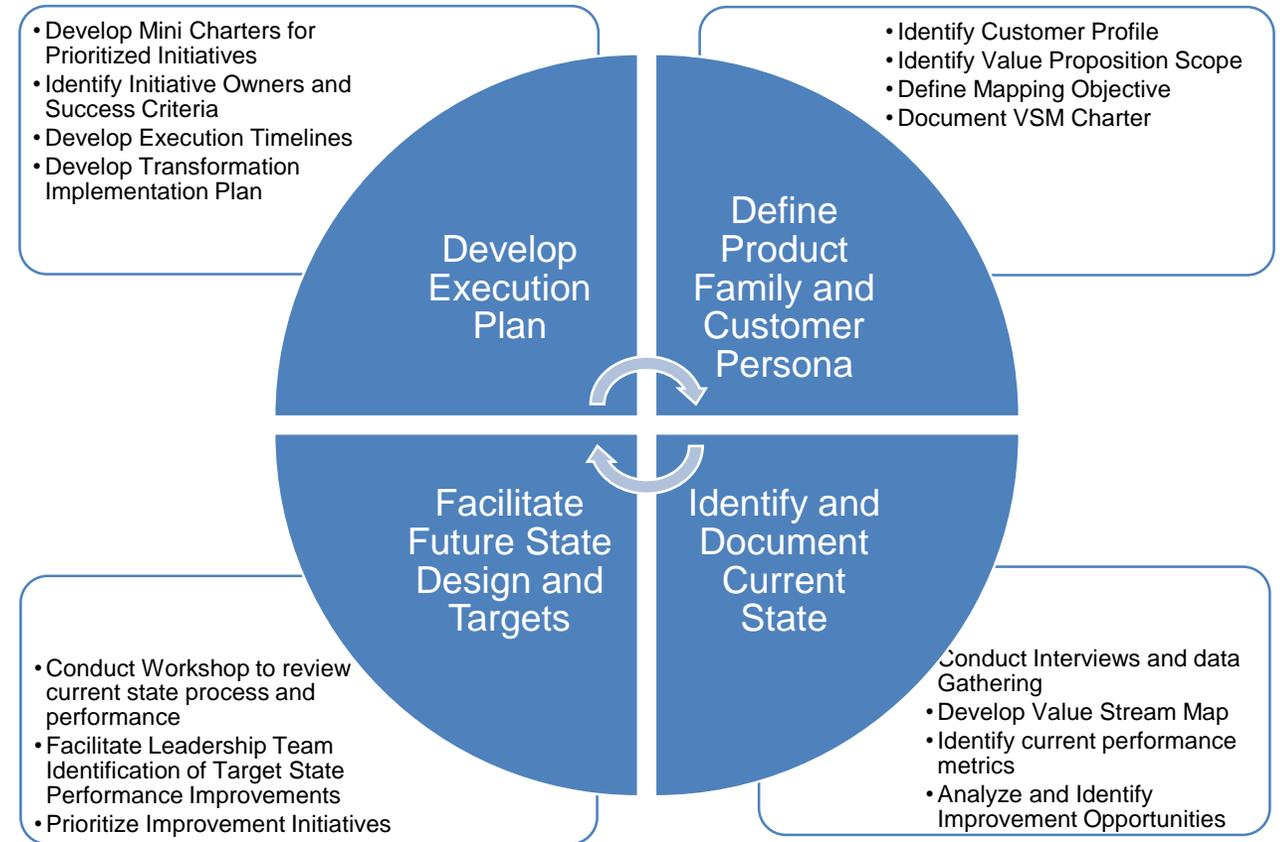 • Develop Mini Charters for
Prioritized Initiatives
• Identify Initiative Owners and
Success Criteria
• Develop Execution Timelines
• Develop Transformation
Implementation Plan
• Identify Customer Profile
• Identify Value Proposition Scope
• Define Mapping Objective
• Document VSM Charter
Develop
Execution
Plan
Define
Product
Family and
Customer
Persona
Facilitate
Future State
Design and
Targets
Identify and
Document
Current
State
• Conduct Workshop to review
current state process and
performance
• Facilitate Leadership Team
Identification of Target State
Performance Improvements
• Prioritize Improvement Initiatives
Conduct Interviews and data
Gathering
• Develop Value Stream Map
• Identify current performance
metrics
• Analyze and Identify
Improvement Opportunities